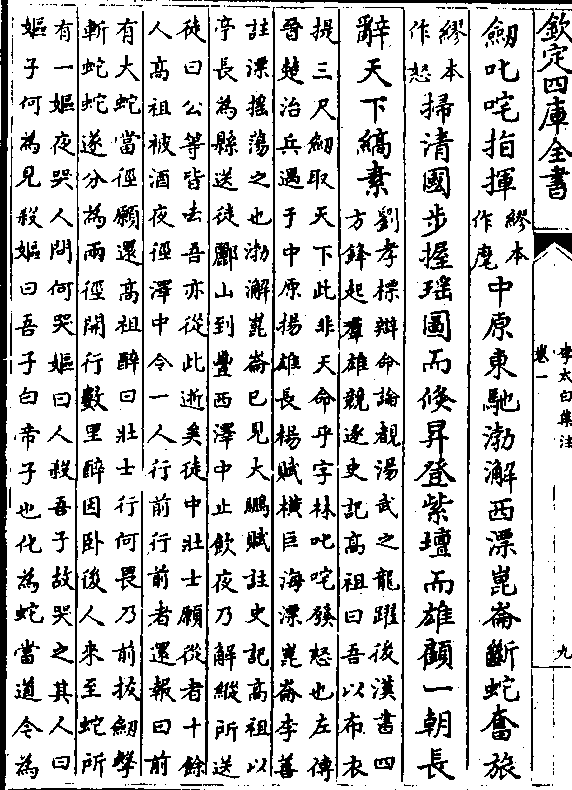 欽定四庫全書
李太白集注
卷一
九
劒叱咤指揮繆本作麾中原東馳渤澥西漂崑崙斷蛇奮旅
繆本作恕掃清國步握瑶圖而倐昇登紫壇而雄顧一朝長
辭天下縞素劉孝標辯命論覩湯武之龍躍後漢書四
方鋒起羣雄競逐史記高祖曰吾以布衣
提三尺劒取天下此非天命乎字林叱咤發怒也左傳
晉楚治兵遇于中原揚雄長楊賦橫巨海漂崑崙李善
註漂搖蕩之也渤澥崑崙已見大鵬賦註史記高祖以
亭長為縣送徒酈山到豐西澤中止飲夜乃解縱所送
徒曰公等皆去吾亦從此逝矣徒中壯士願從者十餘
人高祖被酒夜徑澤中令一人行前行前者還報曰前
有大蛇當徑願還高祖醉曰壯士行何畏乃前拔劒擊
斬蛇蛇遂分為兩徑開行數里醉因卧後人來至蛇所
有一嫗夜哭人問何哭嫗曰人殺吾子故哭之其人曰
嫗子何為見殺嫗曰吾子白帝子也化為蛇當道令為